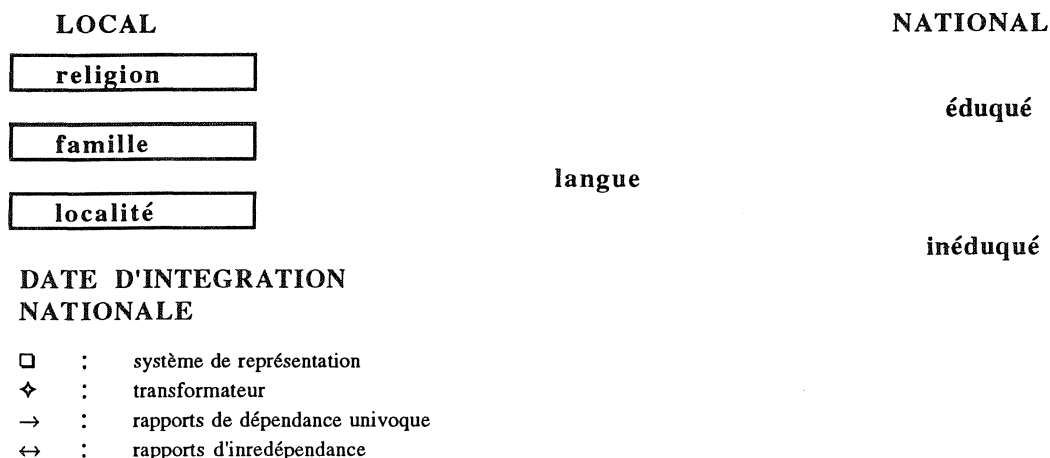 LOCAL NATIONAL
religion
éduqué
famille
langue
localité
inéduqué
DATE D'INTEGRATION
NATIONALE
❑ : système de représentation
✧ : transformateur
→ : rapports de dépendance univoque
↔ : rapports d'inredépendance